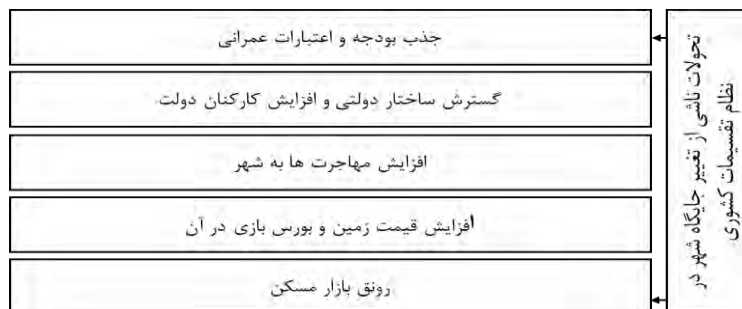 تحولات ناشی از تغییر جایگاه شهر در
نظام تقسیمات کشوری
جذب بودجه و اعتبارات عمرانی
گسترش ساختار دولتی و افزایش کارکنان دولت
افزایش مهاجرت ها به شهر
افزایش قیمت زمین و بورس بازی در آن
رونق بازار مسکن